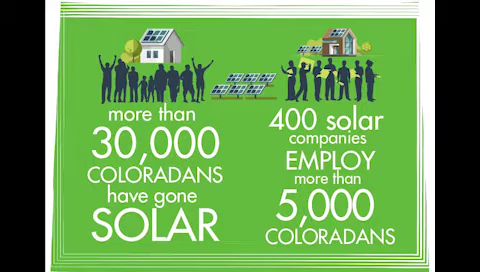 more than
30,000
COLORADANS
have gone
SOLAR
400 solar
companies
EMPLOY
more than
5,000
COLORADANS